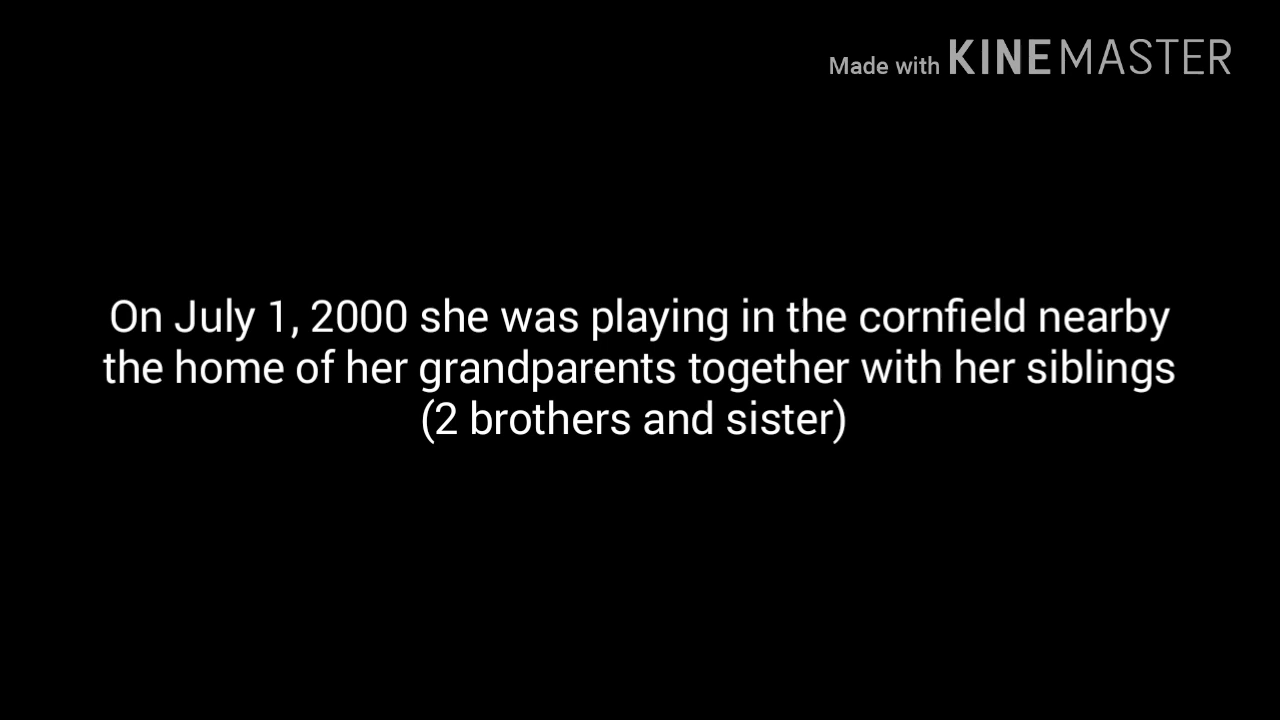 Made with KINEMASTER
On July 1, 2000 she was playing in the cornfield nearby
the home of her grandparents together with her siblings
(2 brothers and sister)